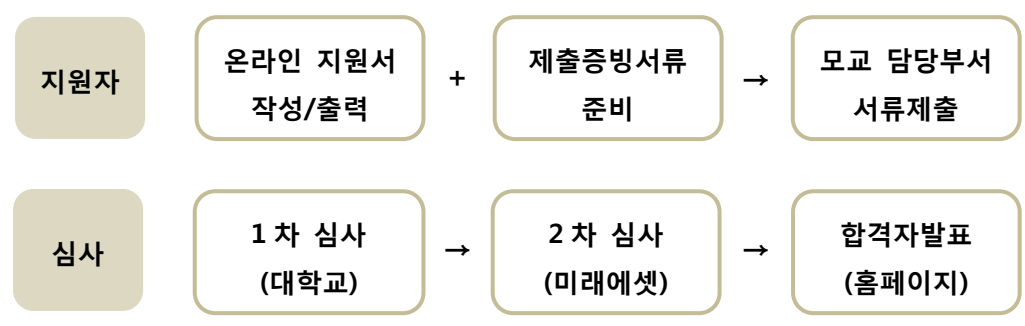 지원자
온라인 지원서
작성/출력
+
제출증빙서류
준비
→
모교 담당부서
서류제출
심사
1차 심사
(대학교)
→
2차 심사
(미래에셋)
→
합격자발표
(홈페이지)